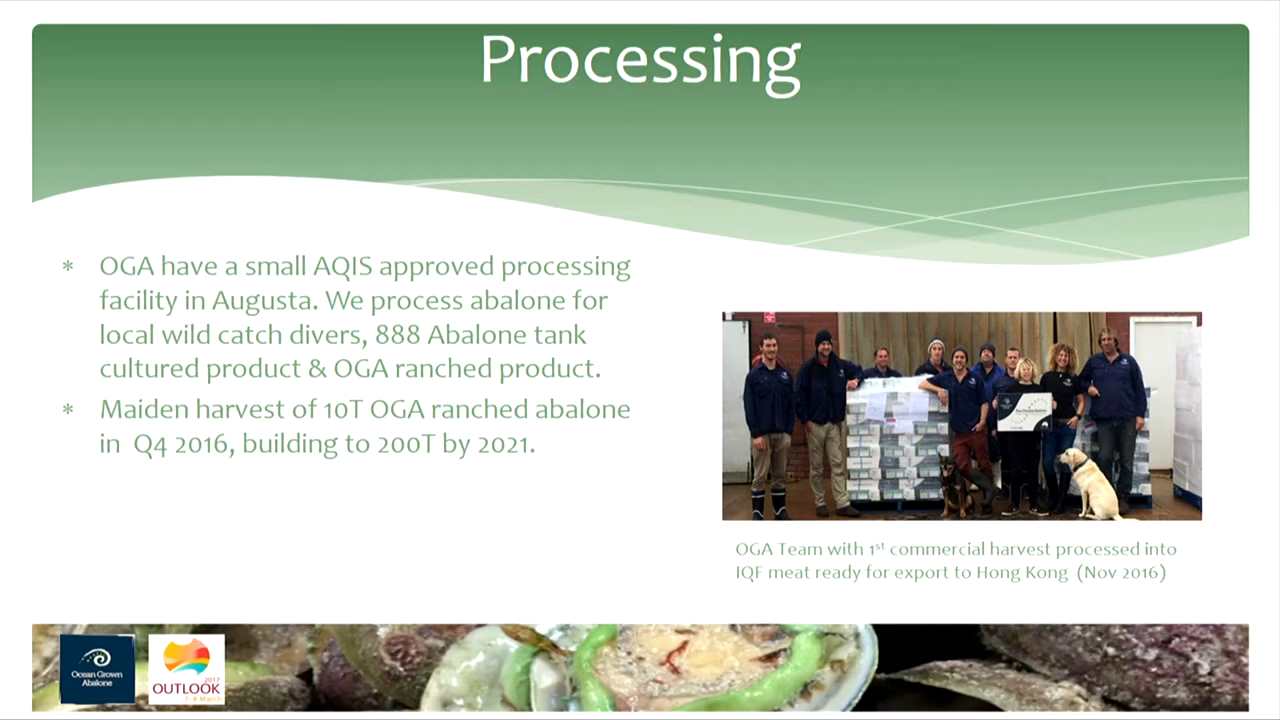 Processing
* OGA have a small AQIS approved processing
facility in Augusta. We process abalone for
local wild catch divers, 888 Abalone tank
cultured product & OGA ranched product.
* Maiden harvest of 10T OGA ranched abalone
in Q4 2016, building to 200T by 2021.
OGA Team with 1st commercial harvest processed into
IQF meat ready for export to Hong Kong (Nov 2016)
Ocean Grown
Abalone
2017
OUTLOOK
7-8 March